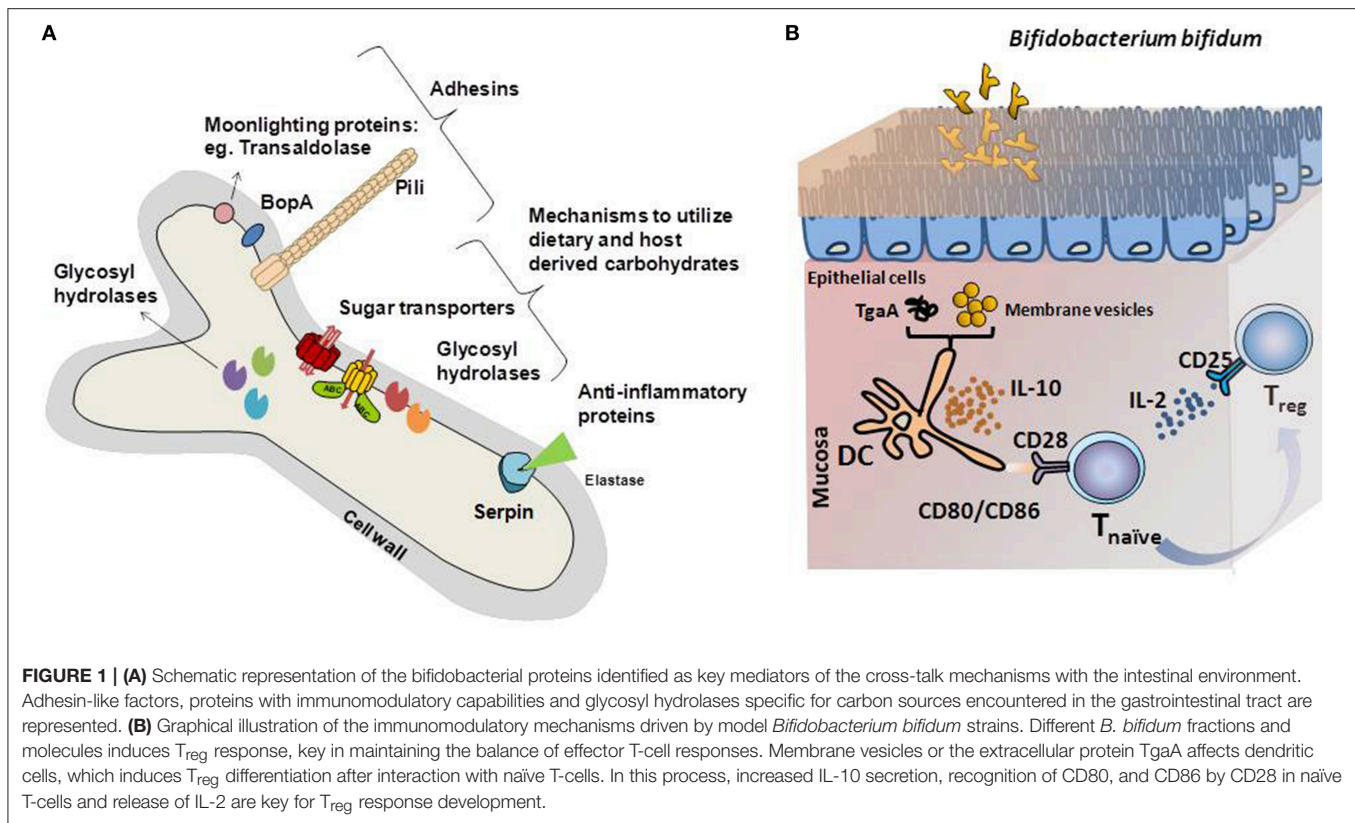 A
Adhesins
Moonlighting proteins:
eg. Transaldolase
Pili
BopA
Mechanisms to utilize
dietary and host
derived carbohydrates
Glycosyl
hydrolases
Sugar transporters
Glycosyl
hydrolases
ABC
ABC
Anti-inflammatory
proteins
Elastase
Serpin
Cell wall
B
Bifidobacterium bifidum
Epithelial cells
TgaA
Membrane vesicles
CD25
IL-10
IL-2
Treg
CD28
DC
Mucosa
CD80/CD86
Tnaïve
FIGURE 1 | (A) Schematic representation of the bifidobacterial proteins identified as key mediators of the cross-talk mechanisms with the intestinal environment.
Adhesin-like factors, proteins with immunomodulatory capabilities and glycosyl hydrolases specific for carbon sources encountered in the gastrointestinal tract are
represented. (B) Graphical illustration of the immunomodulatory mechanisms driven by model Bifidobacterium bifidum strains. Different B. bifidum fractions and
molecules induces Treg response, key in maintaining the balance of effector T-cell responses. Membrane vesicles or the extracellular protein TgaA affects dendritic
cells, which induces Treg differentiation after interaction with naïve T-cells. In this process, increased IL-10 secretion, recognition of CD80, and CD86 by CD28 in naïve
T-cells and release of IL-2 are key for Treg response development.